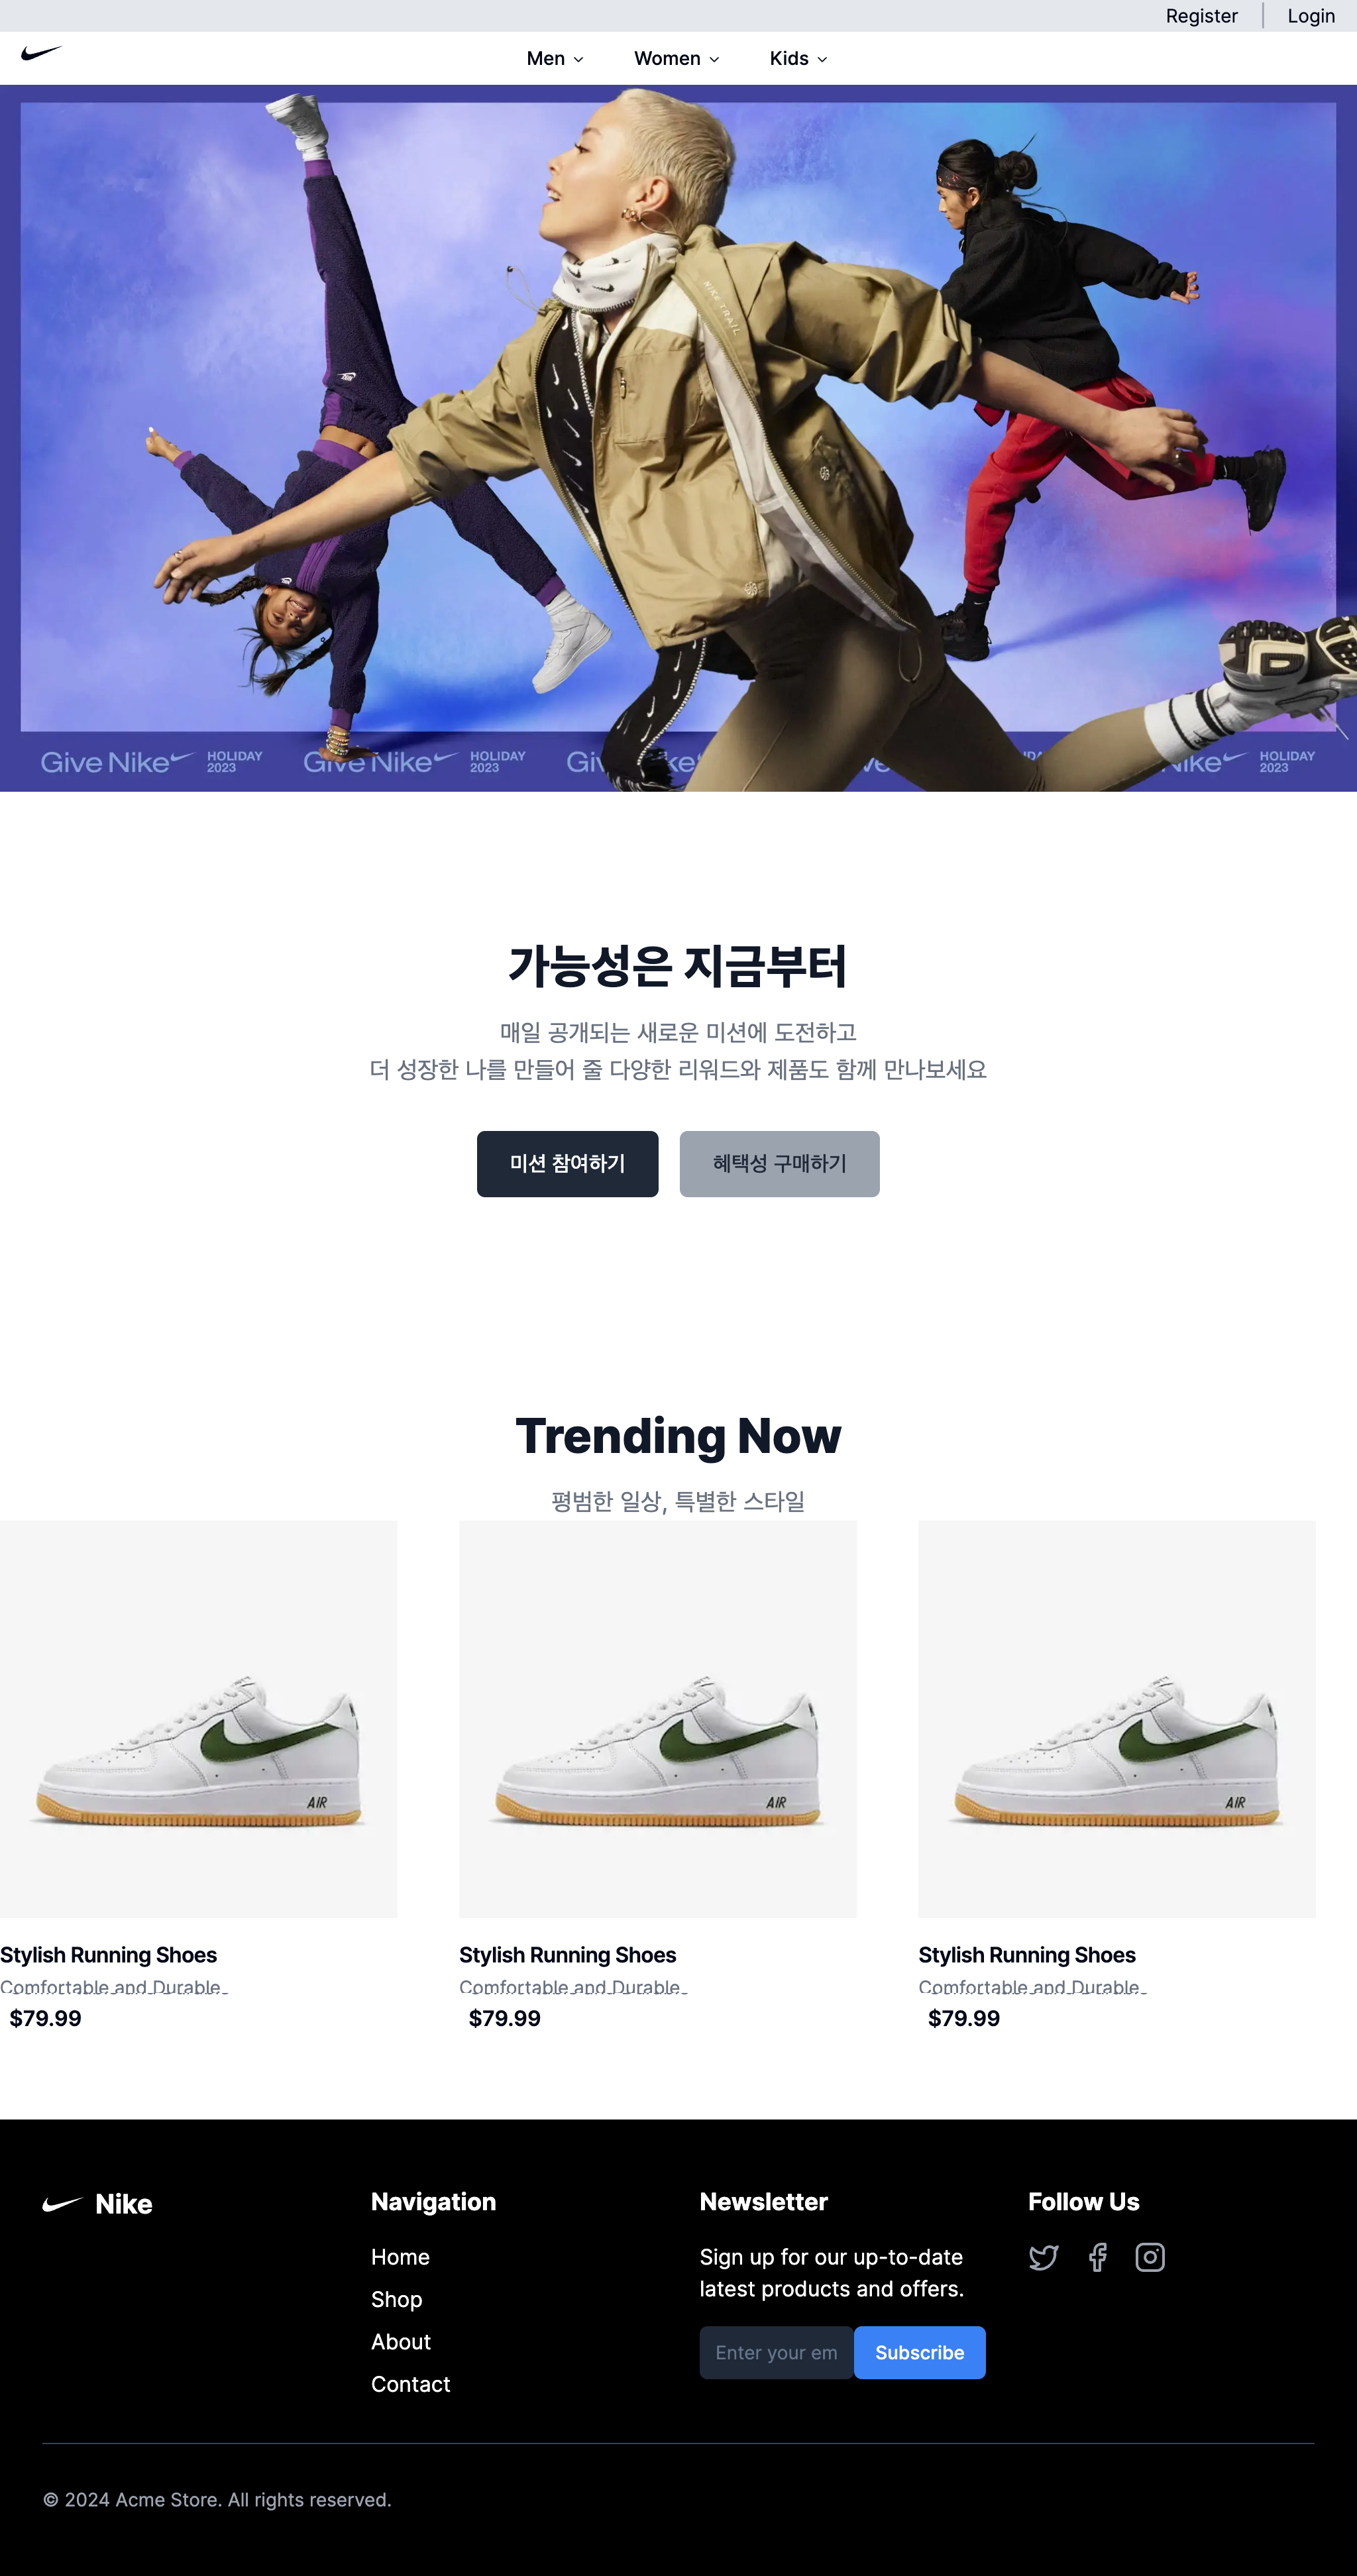 Register
Login
Men
Women
Kids
NIKE TRAIL
Give Nike HOLIDAY 2023
Give Nike HOLIDAY 2023
HOLIDAY 2023
가능성은 지금부터
매일 공개되는 새로운 미션에 도전하고
더 성장한 나를 만들어 줄 다양한 리워드와 제품도 함께 만나보세요
미션 참여하기
혜택성 구매하기
Trending Now
평범한 일상, 특별한 스타일
AIR
AIR
AIR
Stylish Running Shoes
Stylish Running Shoes
Stylish Running Shoes
Comfortable and Durable
Comfortable and Durable
Comfortable and Durable
$79.99
$79.99
$79.99
Nike
Navigation
Home
Shop
About
Contact
Newsletter
Sign up for our up-to-date
latest products and offers.
Enter your em
Subscribe
Follow Us
© 2024 Acme Store. All rights reserved.